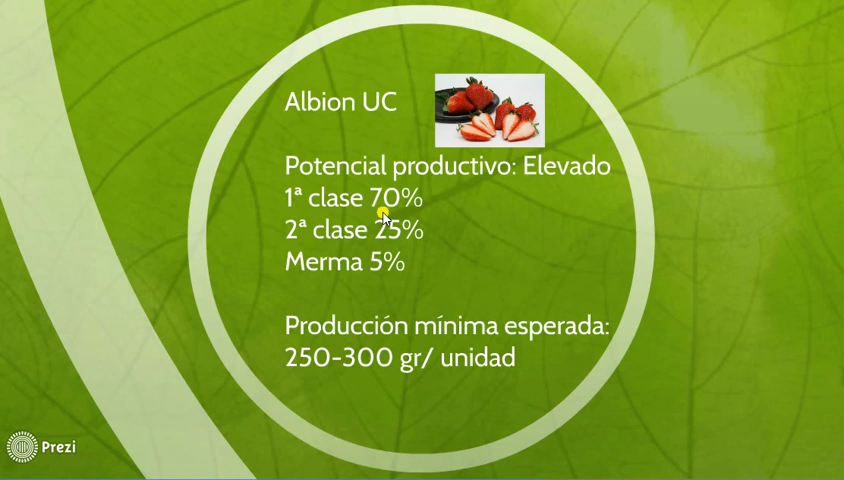 Albion UC
Potencial productivo: Elevado
1ª clase 70%
2ª clase 25%
Merma 5%
Producción mínima esperada:
250-300 gr/ unidad
Prezi